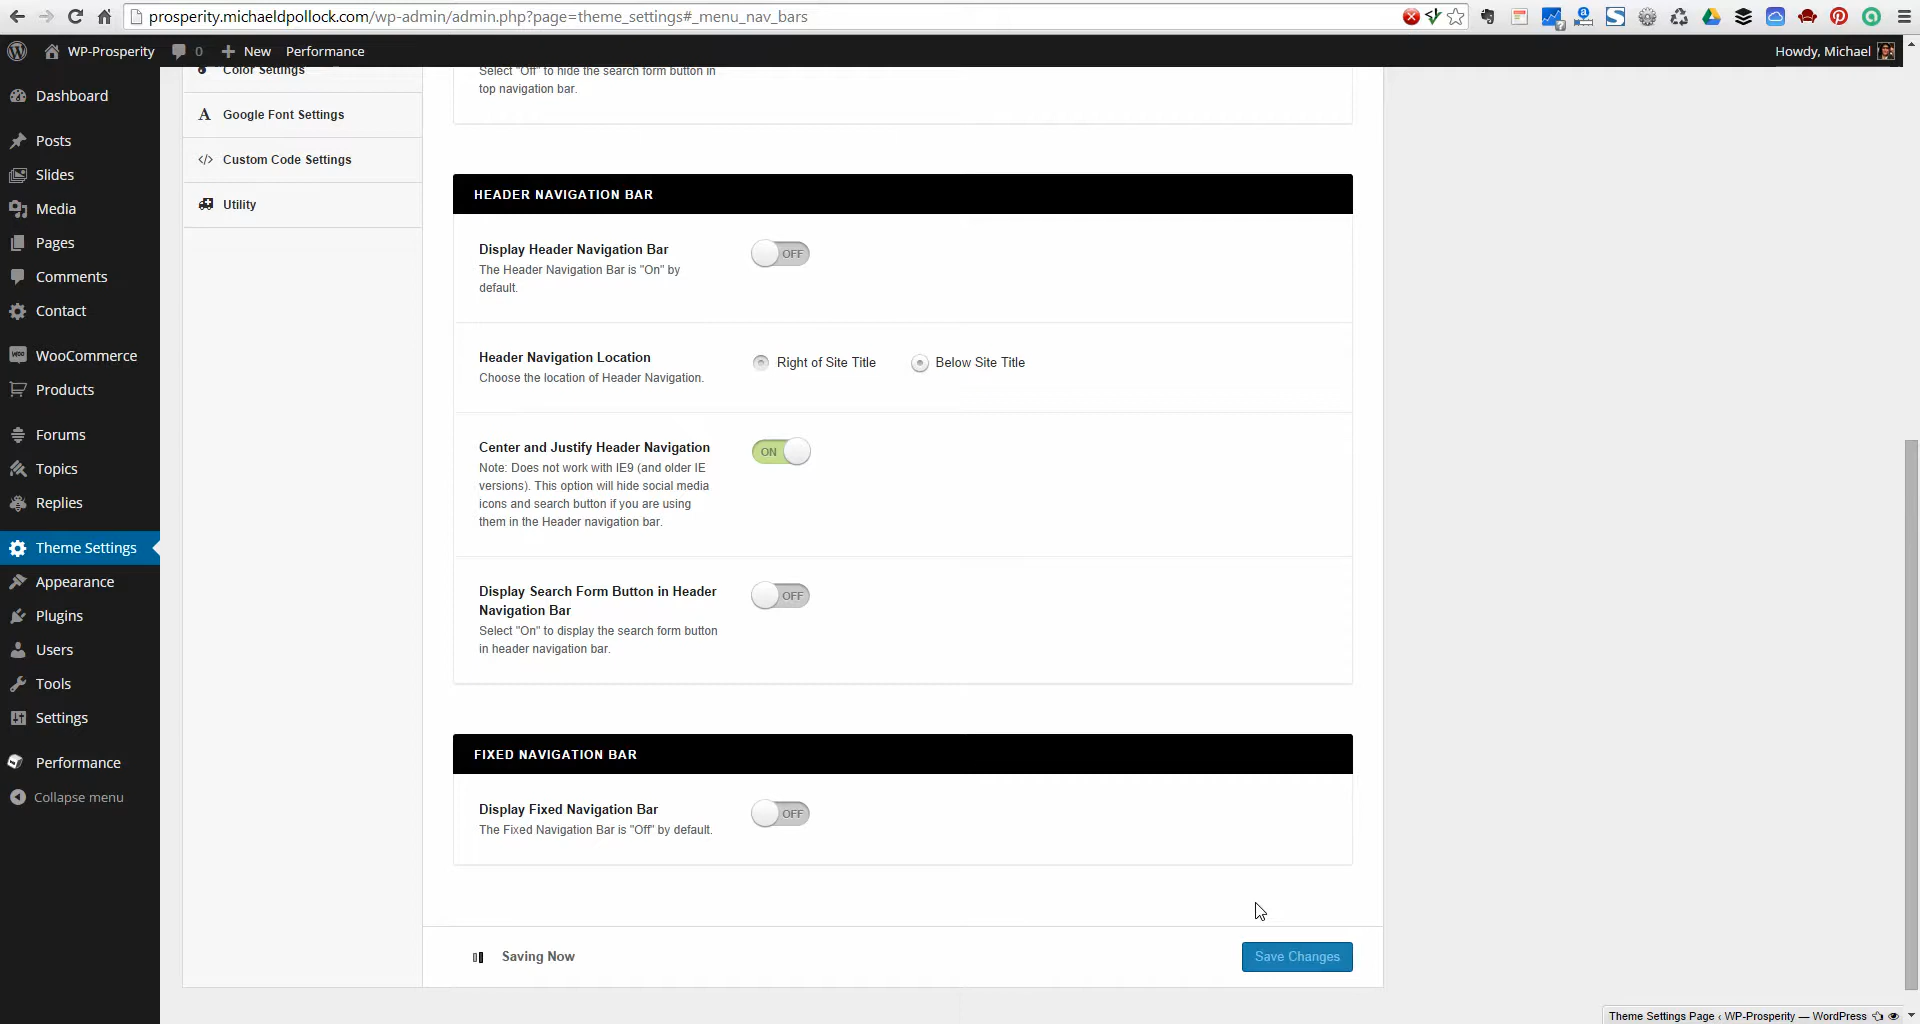 prosperity.michaeldpollock.com/wp-admin/admin.php?page=theme_settings#_menu_nav_bars
WP-Prosperity 0 New Performance
Howdy, Michael
Dashboard
Posts
Slides
Media
Pages
Comments
Contact
WooCommerce
Products
Forums
Topics
Replies
Theme Settings
Appearance
Plugins
Users
Tools
Settings
Performance
Collapse menu
Color Settings
Google Font Settings
Custom Code Settings
Utility
Select "Off" to hide the search form button in
top navigation bar.
HEADER NAVIGATION BAR
Display Header Navigation Bar
OFF
The Header Navigation Bar is "On" by
default.
Header Navigation Location
Right of Site Title
Below Site Title
Choose the location of Header Navigation.
Center and Justify Header Navigation
ON
Note: Does not work with IE9 (and older IE
versions). This option will hide social media
icons and search button if you are using
them in the Header navigation bar.
Display Search Form Button in Header
Navigation Bar
OFF
Select "On" to display the search form button
in header navigation bar.
FIXED NAVIGATION BAR
Display Fixed Navigation Bar
OFF
The Fixed Navigation Bar is "Off" by default.
Saving Now
Save Changes
Theme Settings Page ‹ WP-Prosperity — WordPress